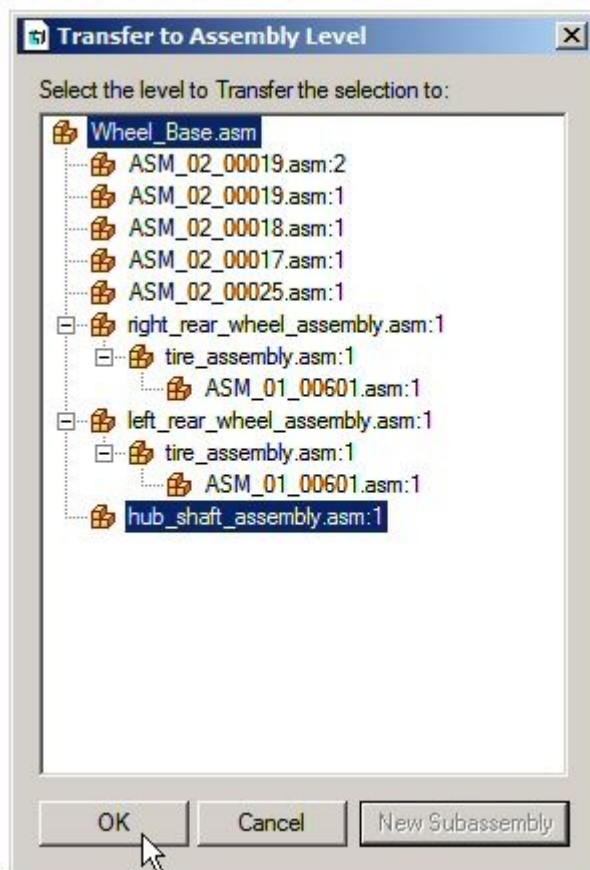 Transfer to Assembly Level
Select the level to Transfer the selection to:
Wheel_Base.asm
ASM_02_00019.asm:2
ASM_02_00019.asm:1
ASM_02_00018.asm:1
ASM_02_00017.asm:1
ASM_02_00025.asm:1
right_rear_wheel_assembly.asm:1
tire_assembly.asm:1
ASM_01_00601.asm:1
left_rear_wheel_assembly.asm:1
tire_assembly.asm:1
ASM_01_00601.asm:1
hub_shaft_assembly.asm:1
OK Cancel New Subassembly